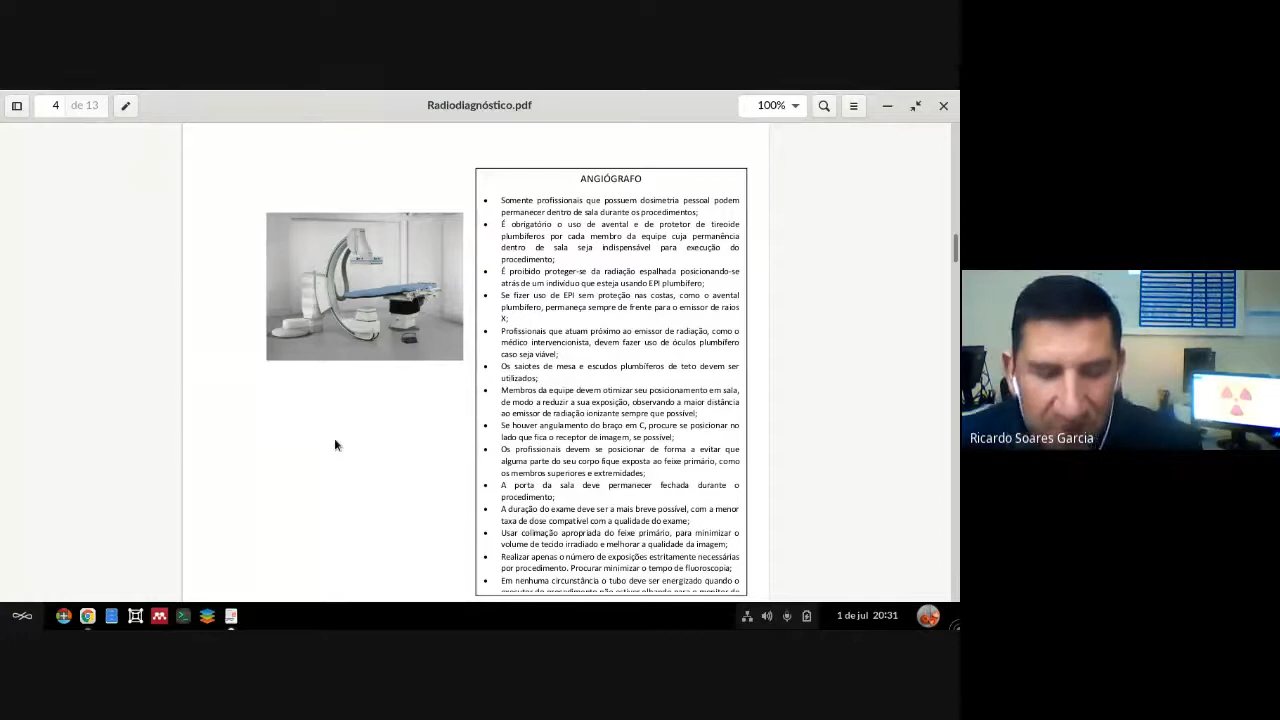 4 de 13
Radiodiagnóstico.pdf
100%
ANGIÓGRAFO
• Somente profissionais que possuem dosimetria pessoal podem
permanecer dentro de sala durante os procedimentos;
• É obrigatório o uso de avental e de protetor de tireoide
plumbíferos por cada membro da equipe cuja permanência
dentro de sala seja indispensável para execução do
procedimento;
• É proibido proteger-se da radiação espalhada posicionando-se
atrás de um indivíduo que esteja usando EPI plumbífero;
• Se fizer uso de EPI sem proteção nas costas, como o avental
plumbífero, permaneça sempre de frente para o emissor de raios
X;
• Profissionais que atuam próximo ao emissor de radiação, como o
médico intervencionista, devem fazer uso de óculos plumbífero
caso seja viável;
• Os saiotes de mesa e escudos plumbíferos de teto devem ser
utilizados;
• Membros da equipe devem otimizar seu posicionamento em sala,
de modo a reduzir a sua exposição, observando a maior distância
ao emissor de radiação ionizante sempre que possível;
• Se houver angulamento do braço em C, procure se posicionar no
lado que fica o receptor de imagem, se possível;
• Os profissionais devem se posicionar de forma a evitar que
alguma parte do seu corpo fique exposta ao feixe primário, como
os membros superiores e extremidades;
• A porta da sala deve permanecer fechada durante o
procedimento;
• A duração do exame deve ser a mais breve possível, com a menor
taxa de dose compatível com a qualidade do exame;
• Usar colimação apropriada do feixe primário, para minimizar o
volume de tecido irradiado e melhorar a qualidade da imagem;
• Realizar apenas o número de exposições estritamente necessárias
por procedimento. Procurar minimizar o tempo de fluoroscopia;
• Em nenhuma circunstância o tubo deve ser energizado quando o
Ricardo Soares Garcia
1 de jul 20:31